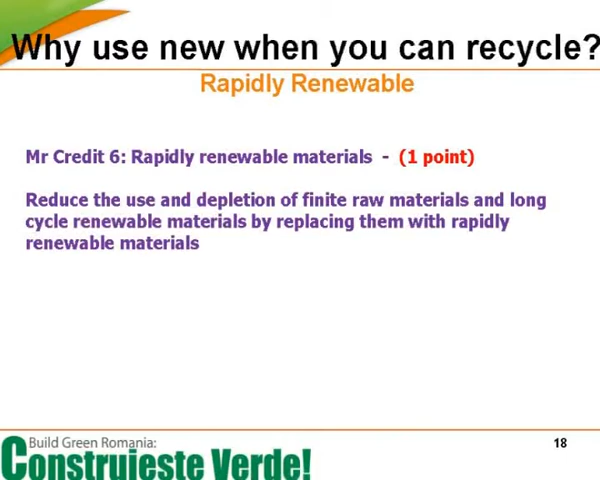 Why use new when you can recycle?
Rapidly Renewable
Mr Credit 6: Rapidly renewable materials - (1 point)
Reduce the use and depletion of finite raw materials and long
cycle renewable materials by replacing them with rapidly
renewable materials
Build Green Romania:
Construieste Verde!
18